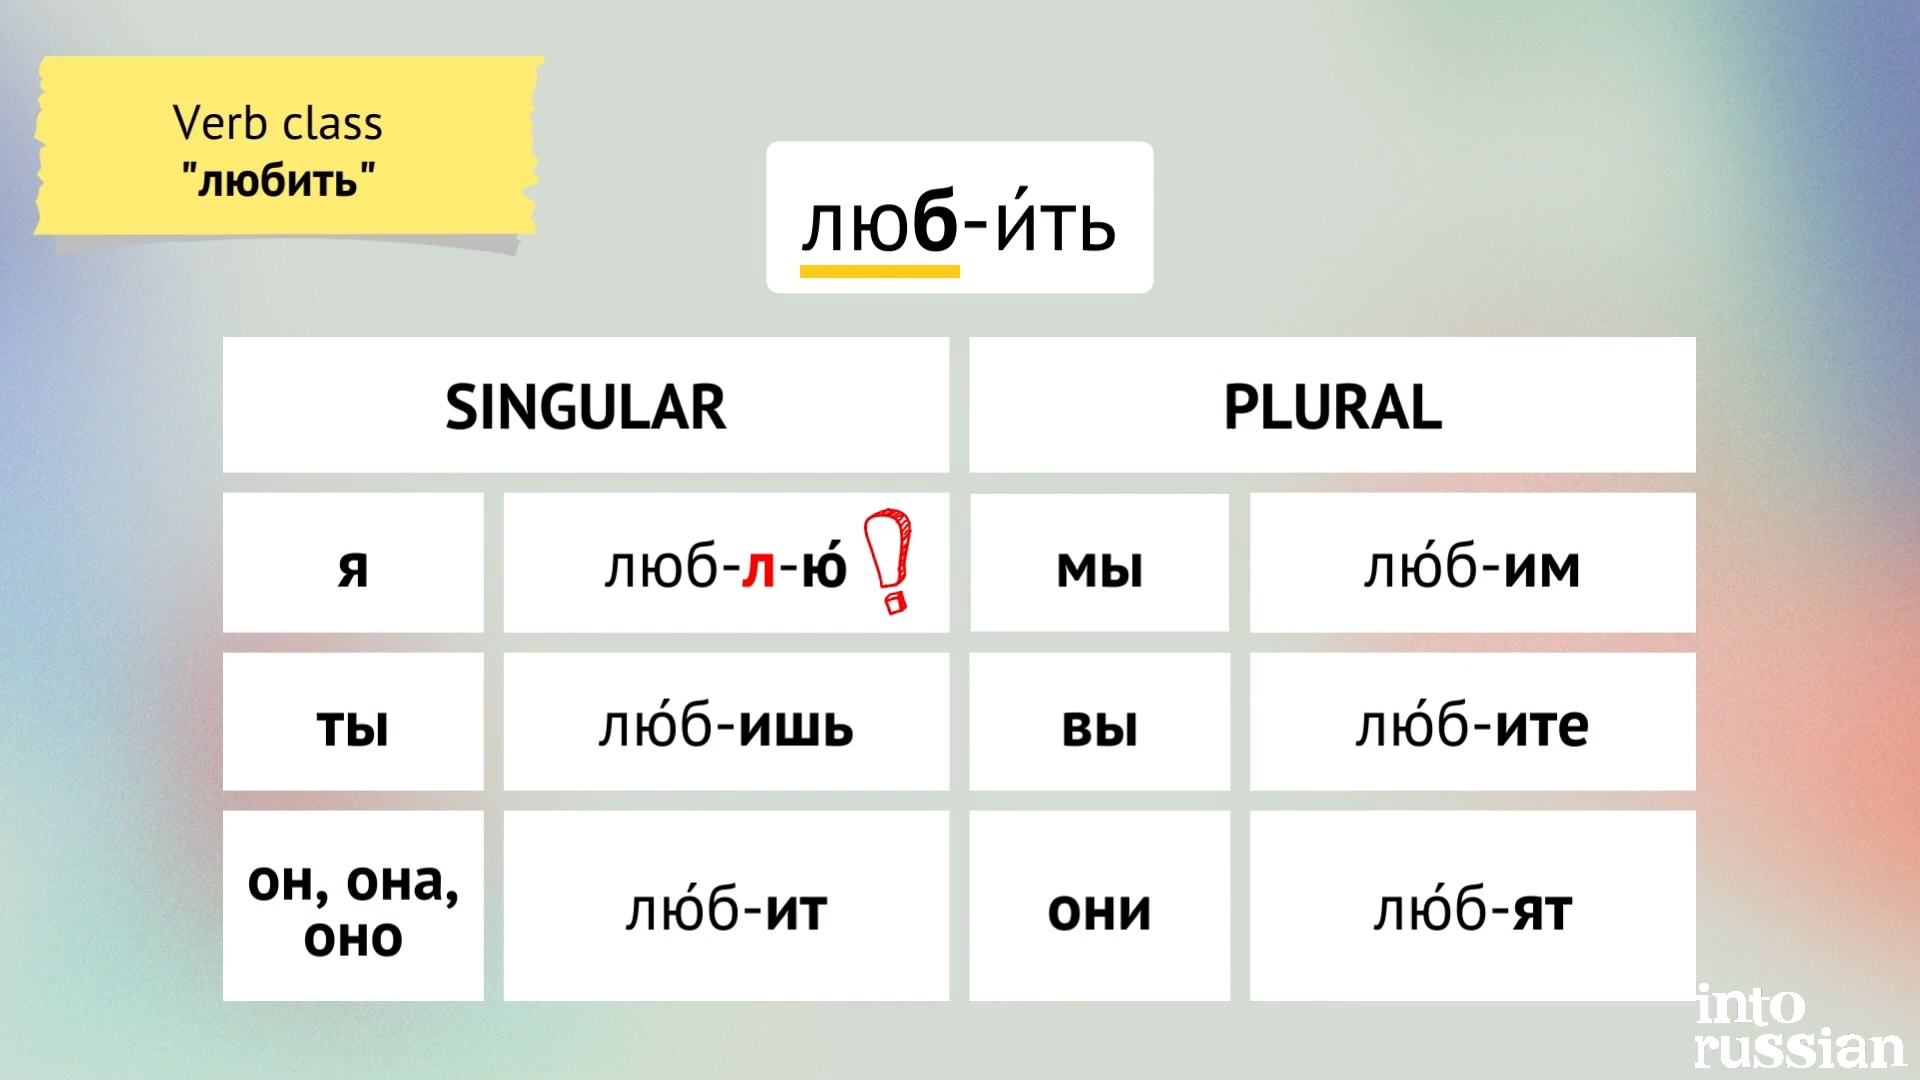 Verb class
"любить"
люб-и́ть
SINGULAR PLURAL
я люб-л-ю́ мы лю́б-им
ты лю́б-ишь вы лю́б-ите
он, она,
оно лю́б-ит они лю́б-ят
into
russian